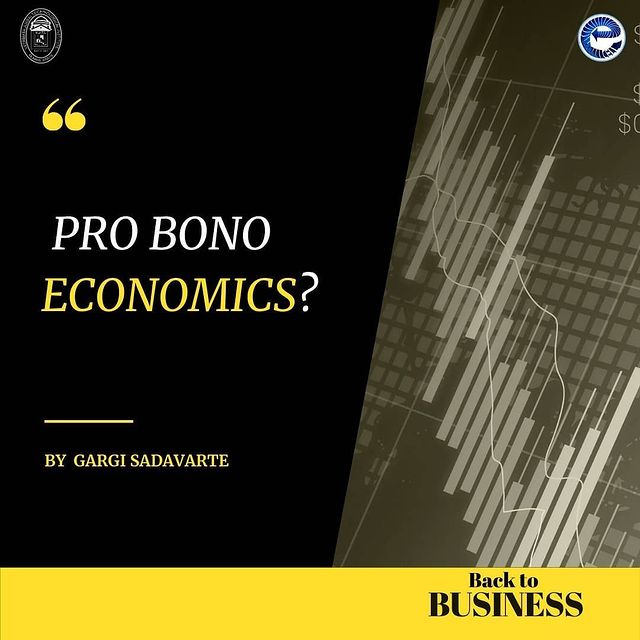 “
PRO BONO
ECONOMICS?
BY GARGI SADAVARTE
Back to
BUSINESS